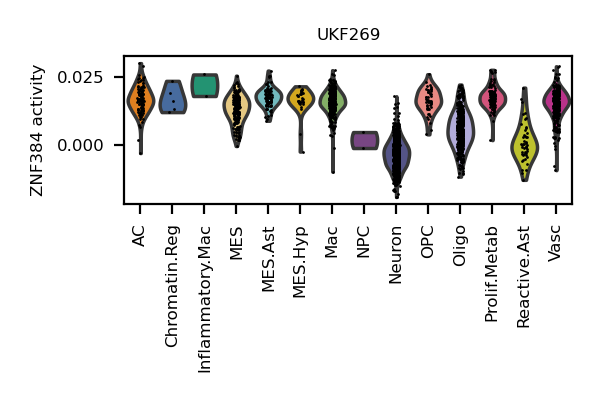 UKF269
ZNF384 activity
0.025
0.000
AC
Chromatin.Reg
Inflammatory.Mac
MES
MES.Ast
MES.Hyp
Mac
NPC
Neuron
OPC
Oligo
Prolif.Metab
Reactive.Ast
Vasc